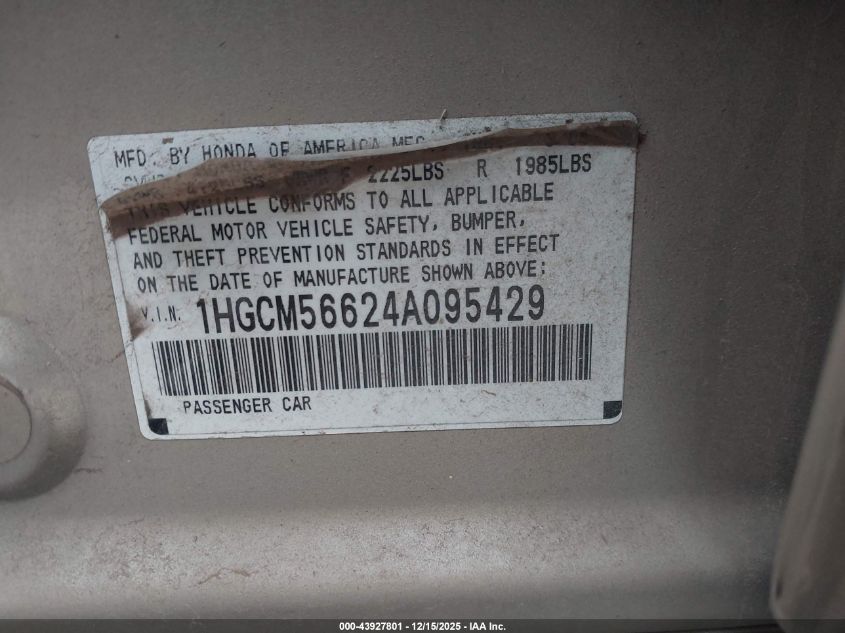 MFD. BY HONDA OF AMERICA MFG.
2225LBS R 1985LBS
THIS VEHICLE CONFORMS TO ALL APPLICABLE
FEDERAL MOTOR VEHICLE SAFETY, BUMPER,
AND THEFT PREVENTION STANDARDS IN EFFECT
ON THE DATE OF MANUFACTURE SHOWN ABOVE:
V.I.N. 1HGCM56624A095429
PASSENGER CAR
000-43927801 - 12/15/2025 - IAA Inc.